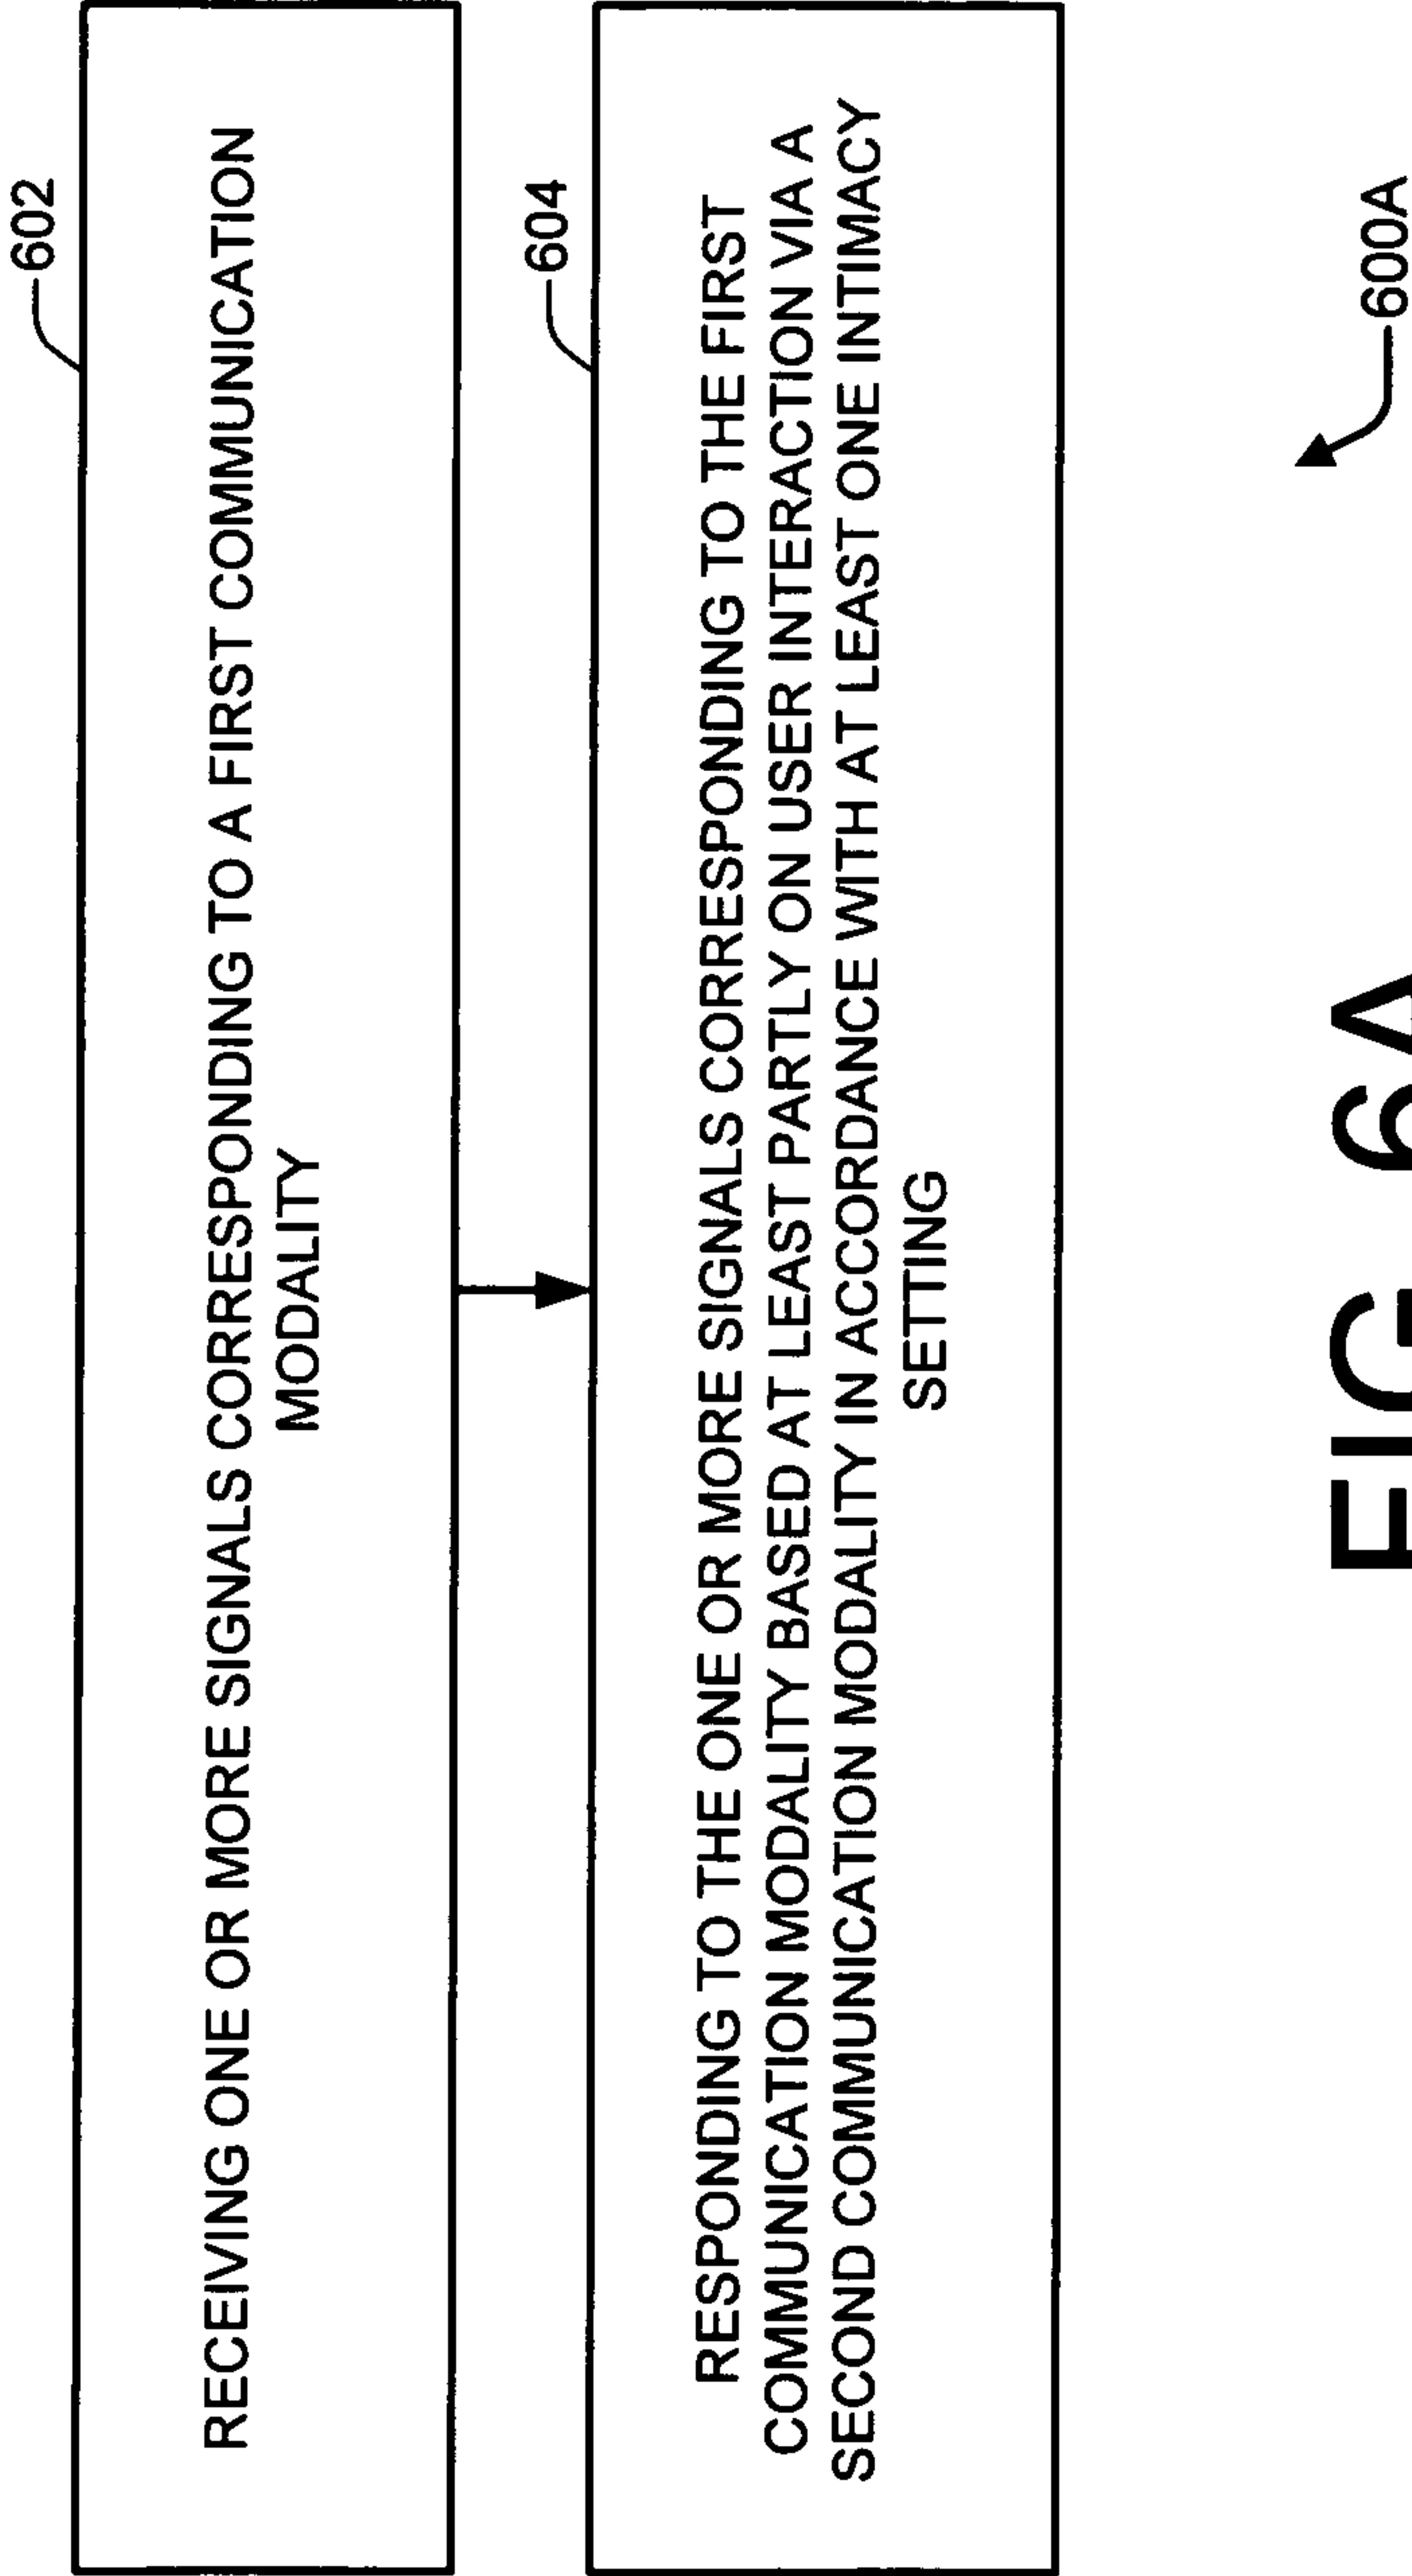 602
RECEIVING ONE OR MORE SIGNALS CORRESPONDING TO A FIRST COMMUNICATION
MODALITY
604
RESPONDING TO THE ONE OR MORE SIGNALS CORRESPONDING TO THE FIRST
COMMUNICATION MODALITY BASED AT LEAST PARTLY ON USER INTERACTION VIA A
SECOND COMMUNICATION MODALITY IN ACCORDANCE WITH AT LEAST ONE INTIMACY
SETTING
600A
FIG. 6A